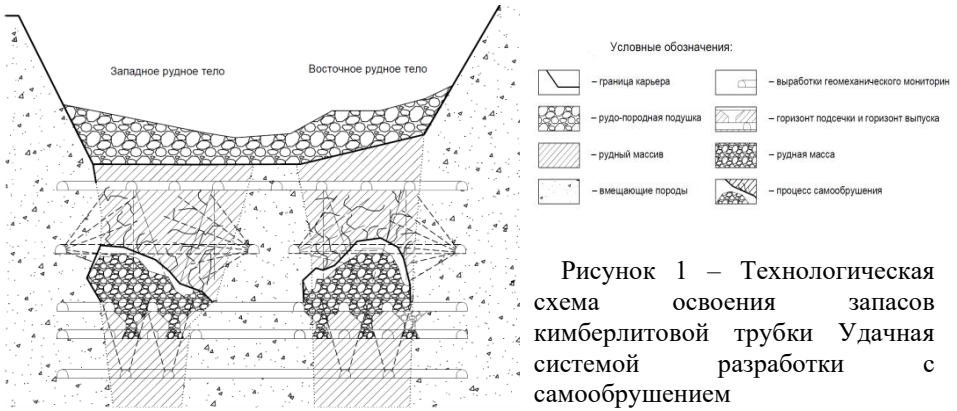 Западное рудное тело
Восточное рудное тело
Условные обозначения:
– граница карьера
– выработки геомеханического мониторин
– рудо-породная подушка
– горизонт подсечки и горизонт выпуска
– рудный массив
– рудная масса
– вмещающие породы
– процесс самообрушения
Рисунок 1 – Технологическая
схема освоения запасов
кимберлитовой трубки Удачная
системой разработки с
самообрушением